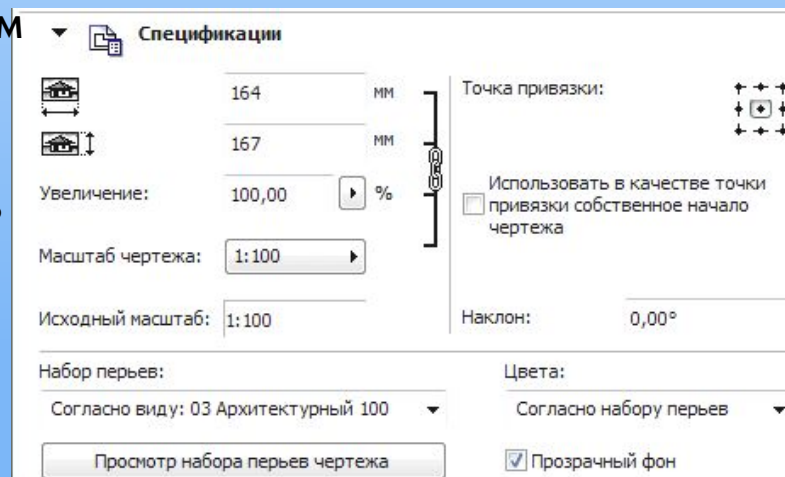 м
Спецификации
164 мм
Точка привязки:
167 мм
Увеличение: 100,00 %
Использовать в качестве точки
привязки собственное начало
чертежа
Масштаб чертежа: 1:100
Исходный масштаб: 1:100
Наклон: 0,00°
Набор перьев:
Цвета:
Согласно виду: 03 Архитектурный 100
Согласно набору перьев
Просмотр набора перьев чертежа
Прозрачный фон